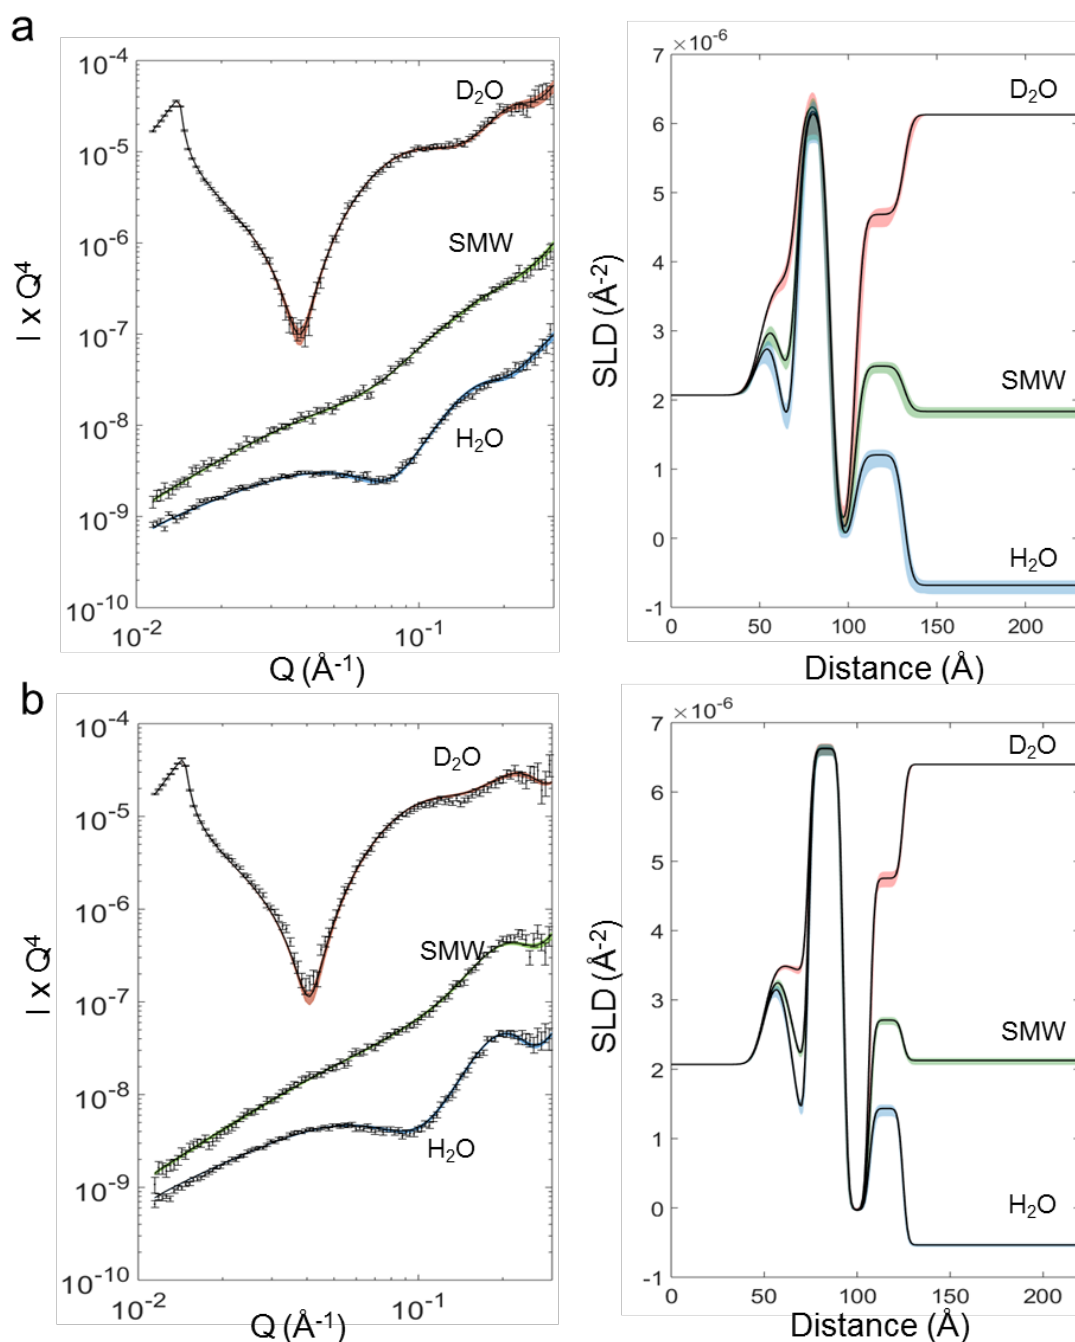 a
10⁻⁴
10⁻⁵
10⁻⁶
10⁻⁷
10⁻⁸
10⁻⁹
10⁻¹⁰
I x Q⁴
D₂O
SMW
H₂O
10⁻² 10⁻¹
Q (Å⁻¹)
×10⁻⁶
7
6
5
4
3
2
1
0
-1
SLD (Å⁻²)
D₂O
SMW
H₂O
0 50 100 150 200
Distance (Å)
b
10⁻⁴
10⁻⁵
10⁻⁶
10⁻⁷
10⁻⁸
10⁻⁹
10⁻¹⁰
I x Q⁴
D₂O
SMW
H₂O
10⁻² 10⁻¹
Q (Å⁻¹)
×10⁻⁶
7
6
5
4
3
2
1
0
-1
SLD (Å⁻²)
D₂O
SMW
H₂O
0 50 100 150 200
Distance (Å)